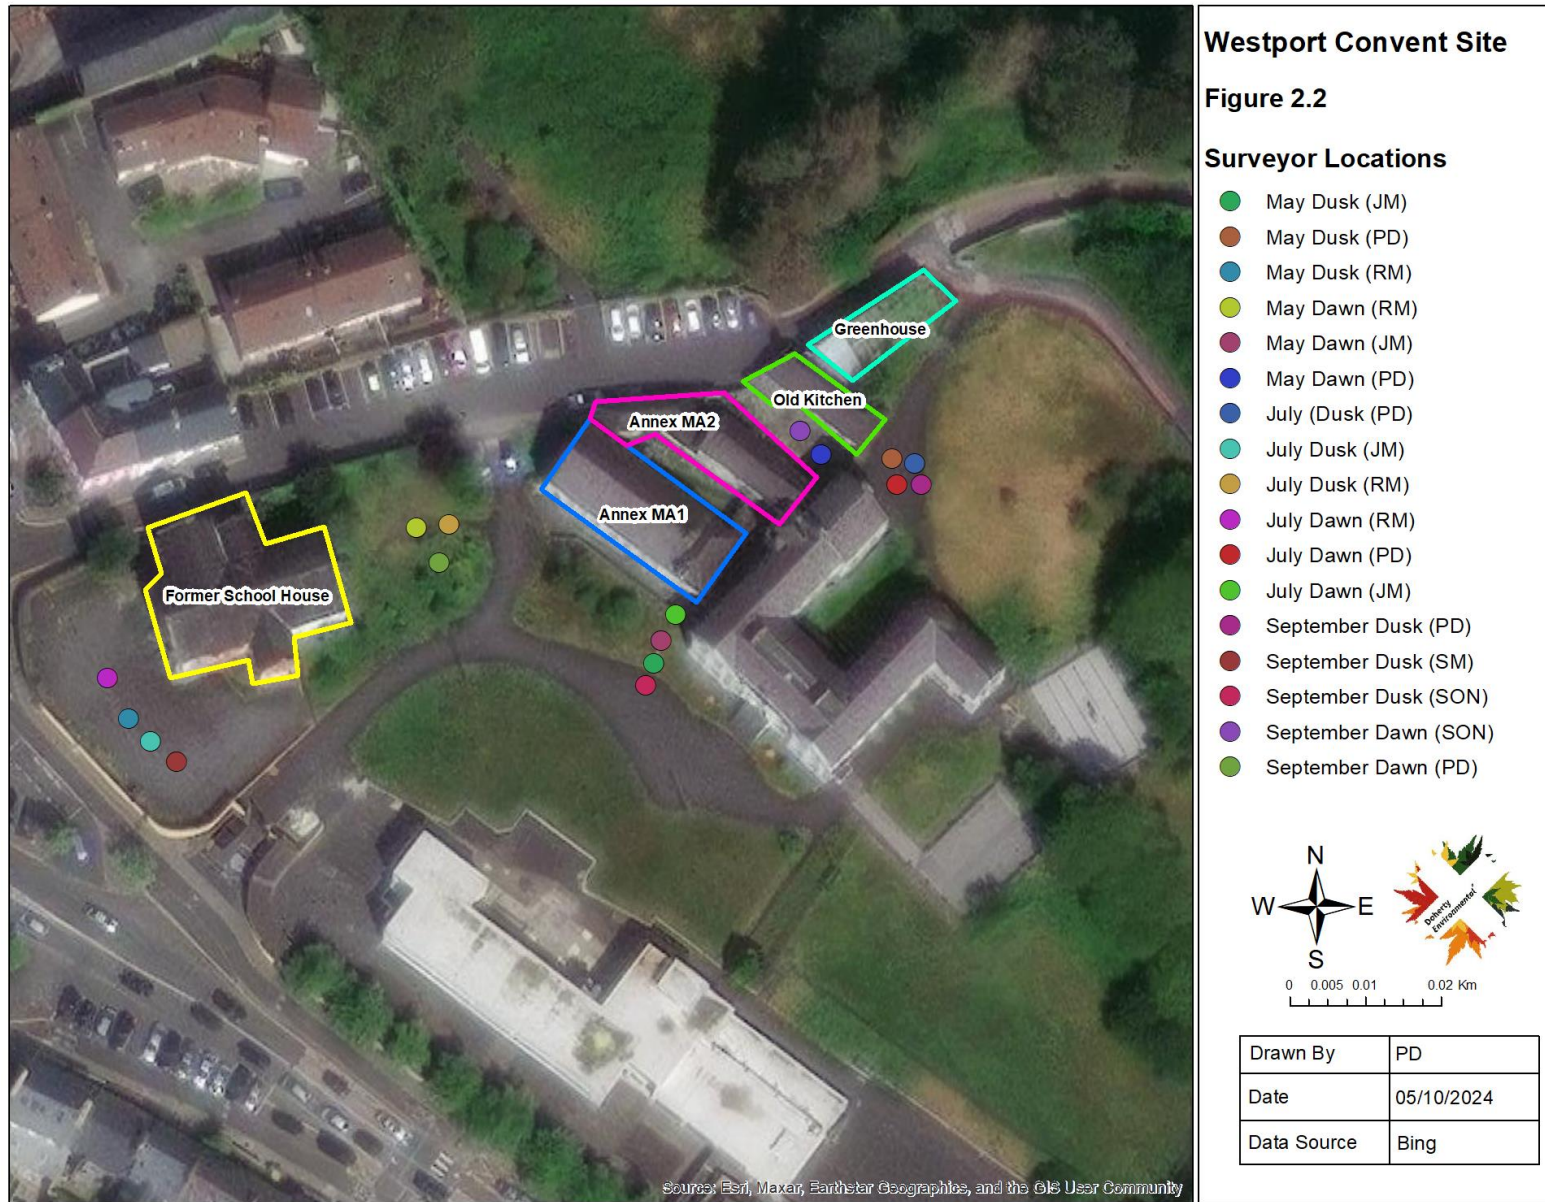 Westport Convent Site
Figure 2.2
Surveyor Locations
May Dusk (JM)
May Dusk (PD)
May Dusk (RM)
May Dawn (RM)
May Dawn (JM)
May Dawn (PD)
July (Dusk (PD)
July Dusk (JM)
July Dusk (RM)
July Dawn (RM)
July Dawn (PD)
July Dawn (JM)
September Dusk (PD)
September Dusk (SM)
September Dusk (SON)
September Dawn (SON)
September Dawn (PD)
Greenhouse
Old Kitchen
Annex MA2
Annex MA1
Former School House
N
W E
S
Doherty
Environmental
0 0.005 0.01 0.02 Km
Drawn By PD
Date 05/10/2024
Data Source Bing
Source: Esri, Maxar, Earthstar Geographics, and the GIS User Community